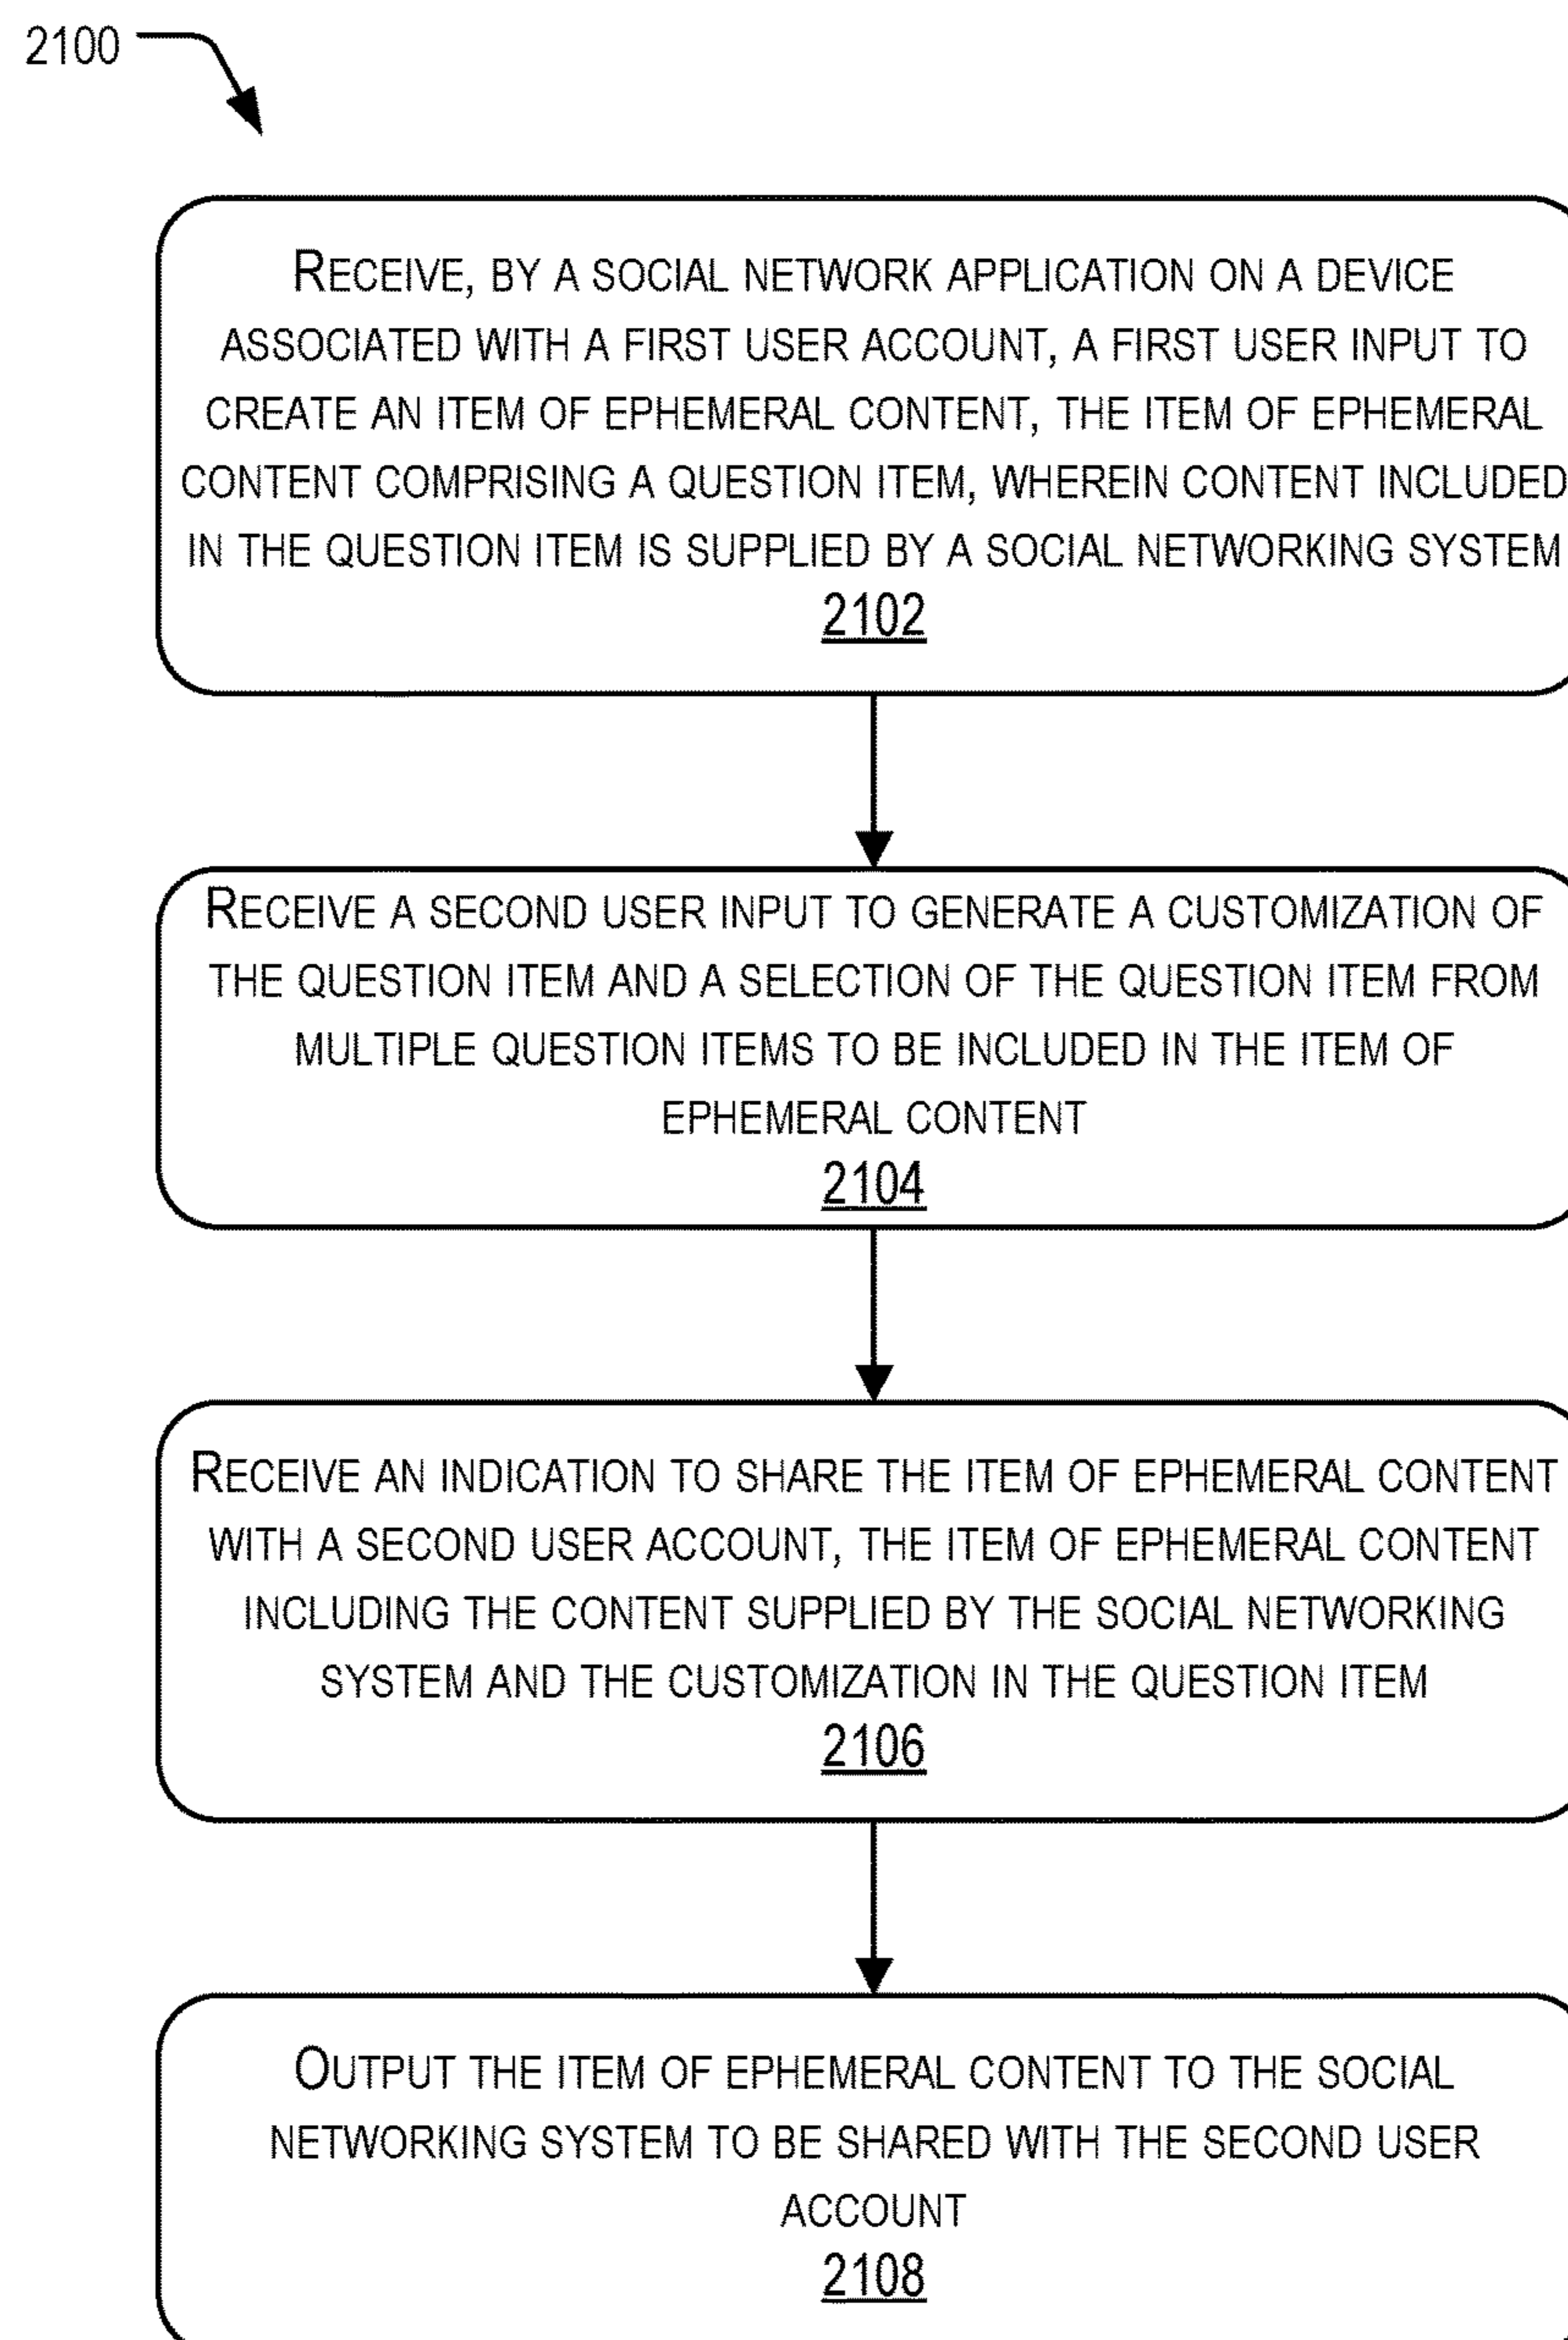 2100
RECEIVE, BY A SOCIAL NETWORK APPLICATION ON A DEVICE
ASSOCIATED WITH A FIRST USER ACCOUNT, A FIRST USER INPUT TO
CREATE AN ITEM OF EPHEMERAL CONTENT, THE ITEM OF EPHEMERAL
CONTENT COMPRISING A QUESTION ITEM, WHEREIN CONTENT INCLUDED
IN THE QUESTION ITEM IS SUPPLIED BY A SOCIAL NETWORKING SYSTEM
2102
RECEIVE A SECOND USER INPUT TO GENERATE A CUSTOMIZATION OF
THE QUESTION ITEM AND A SELECTION OF THE QUESTION ITEM FROM
MULTIPLE QUESTION ITEMS TO BE INCLUDED IN THE ITEM OF
EPHEMERAL CONTENT
2104
RECEIVE AN INDICATION TO SHARE THE ITEM OF EPHEMERAL CONTENT
WITH A SECOND USER ACCOUNT, THE ITEM OF EPHEMERAL CONTENT
INCLUDING THE CONTENT SUPPLIED BY THE SOCIAL NETWORKING
SYSTEM AND THE CUSTOMIZATION IN THE QUESTION ITEM
2106
OUTPUT THE ITEM OF EPHEMERAL CONTENT TO THE SOCIAL
NETWORKING SYSTEM TO BE SHARED WITH THE SECOND USER
ACCOUNT
2108